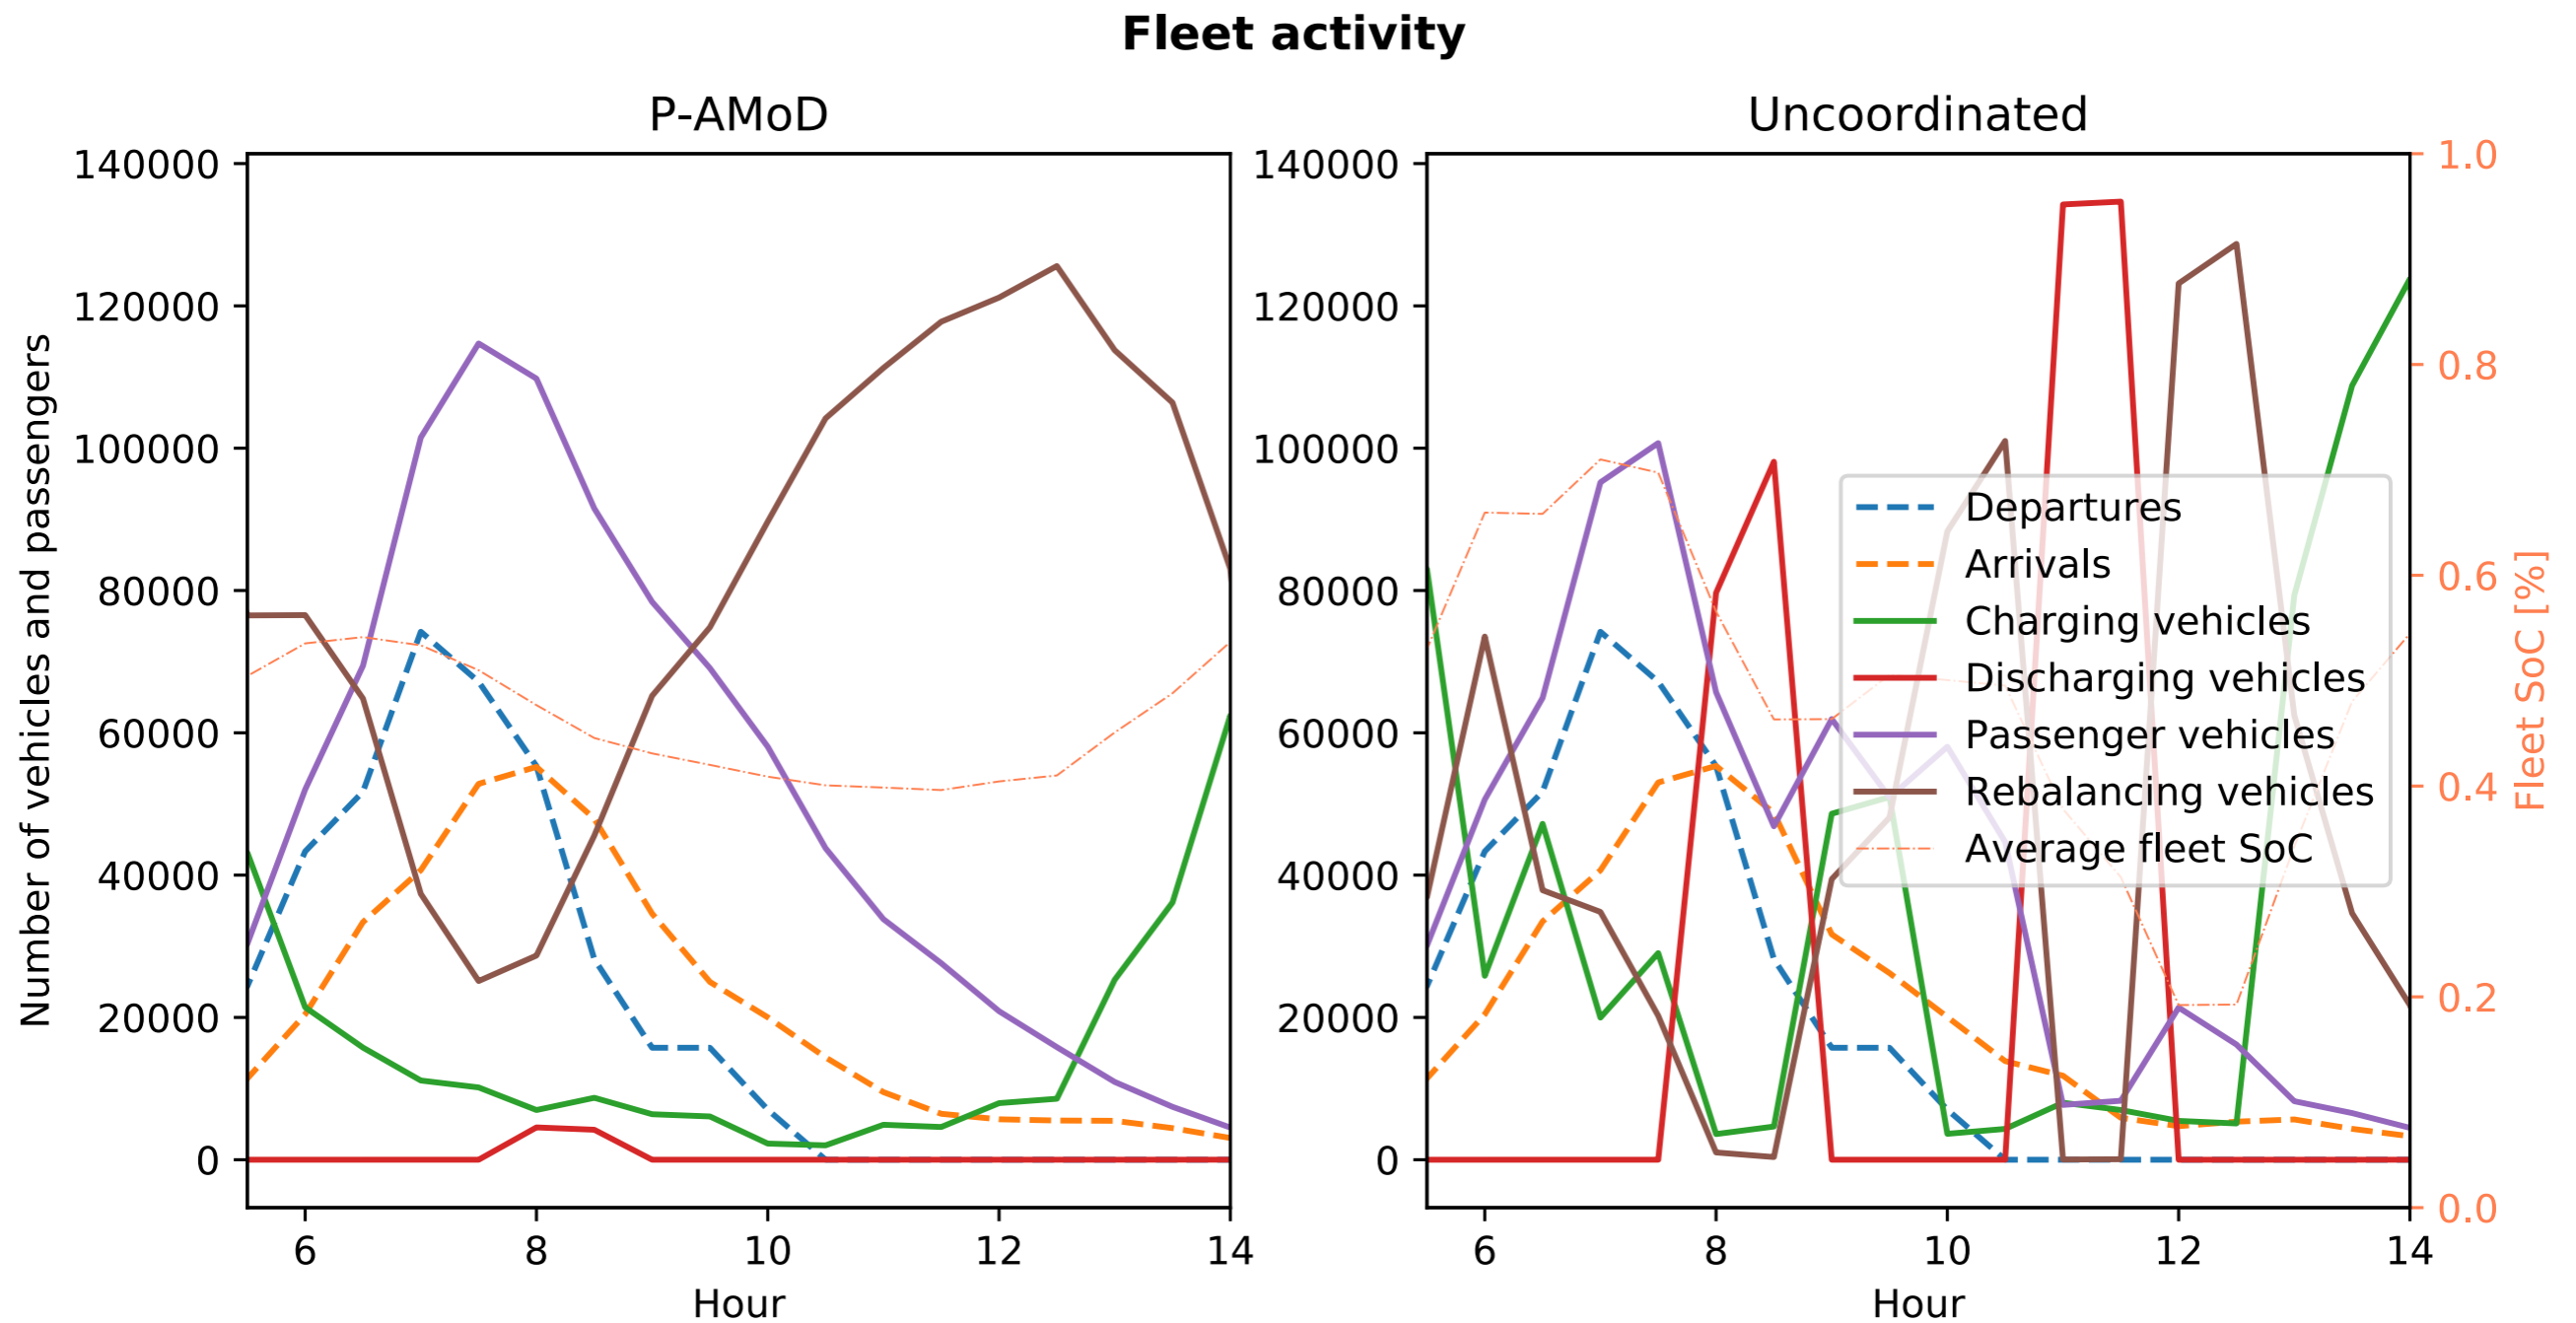 Fleet activity
P-AMoD
Uncoordinated
Number of vehicles and passengers
140000
120000
100000
80000
60000
40000
20000
0
6 8 10 12 14
Hour
140000
120000
100000
80000
60000
40000
20000
0
6 8 10 12 14
Hour
Departures
Arrivals
Charging vehicles
Discharging vehicles
Passenger vehicles
Rebalancing vehicles
Average fleet SoC
1.0
0.8
0.6
0.4
0.2
0.0
Fleet SoC [%]